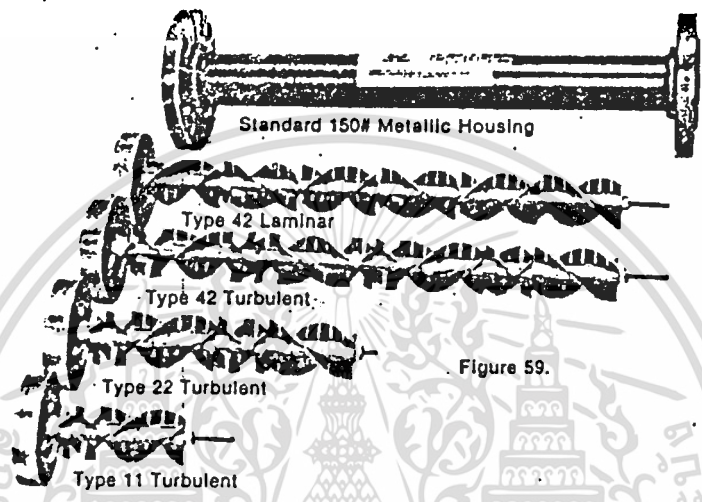 Standard 150# Metallic Housing
Type 42 Laminar
Type 42 Turbulent
Type 22 Turbulent
Figure 59.
Type 11 Turbulent